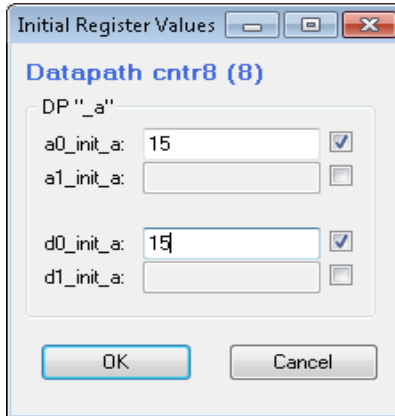 Initial Register Values
Datapath cntr8 (8)
DP "_a"
a0_init_a: 15
a1_init_a:
d0_init_a: 15
d1_init_a:
OK Cancel